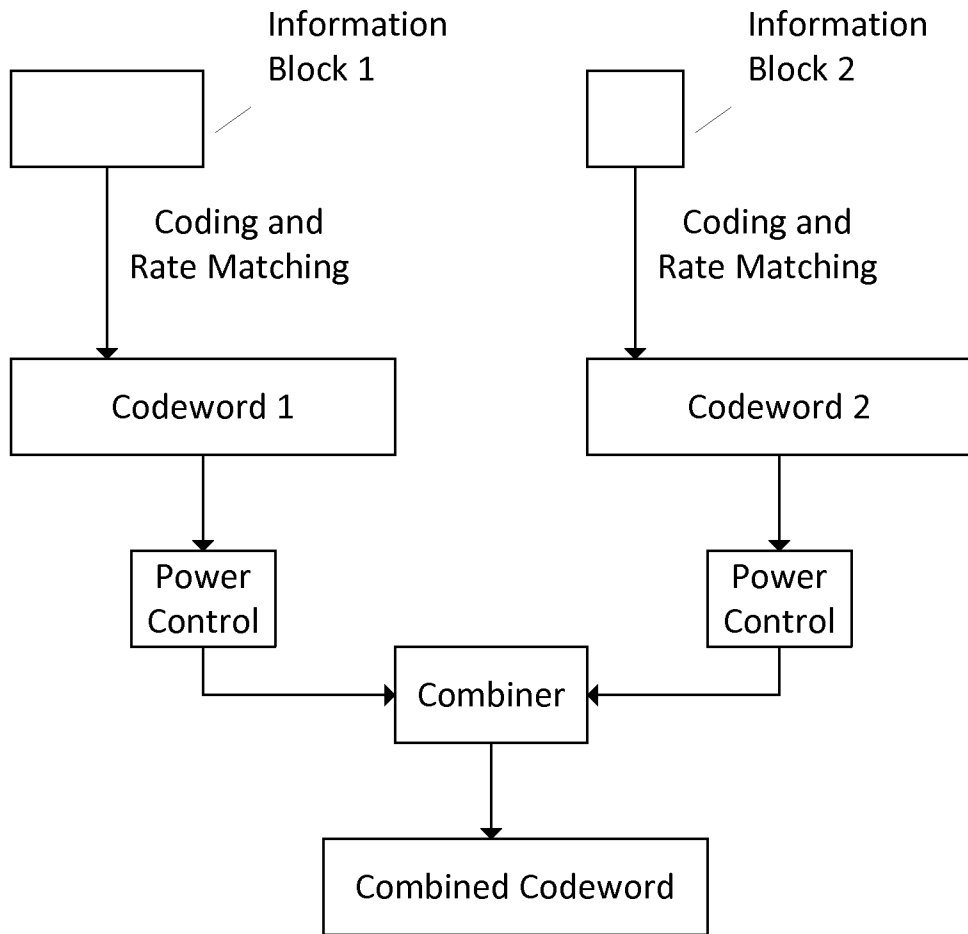 Information
Block 1
Information
Block 2
Coding and
Rate Matching
Coding and
Rate Matching
Codeword 1
Codeword 2
Power
Control
Power
Control
Combiner
Combined Codeword